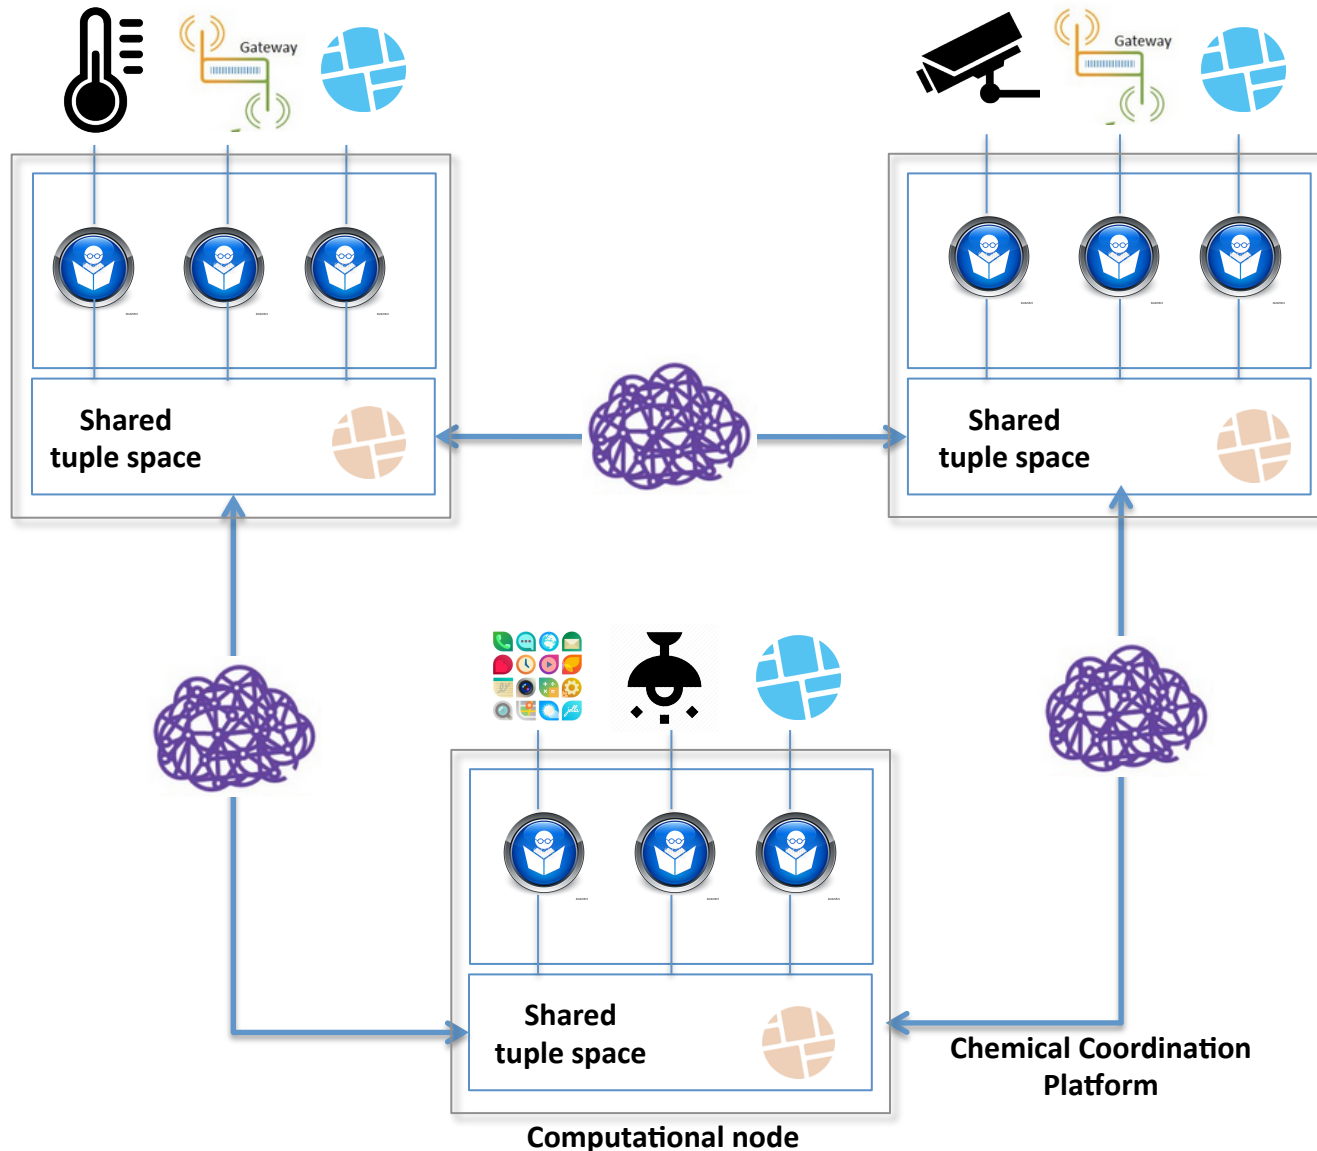 Gateway
Gateway
Shared
tuple space
Shared
tuple space
Shared
tuple space
Chemical Coordination
Platform
Computational node